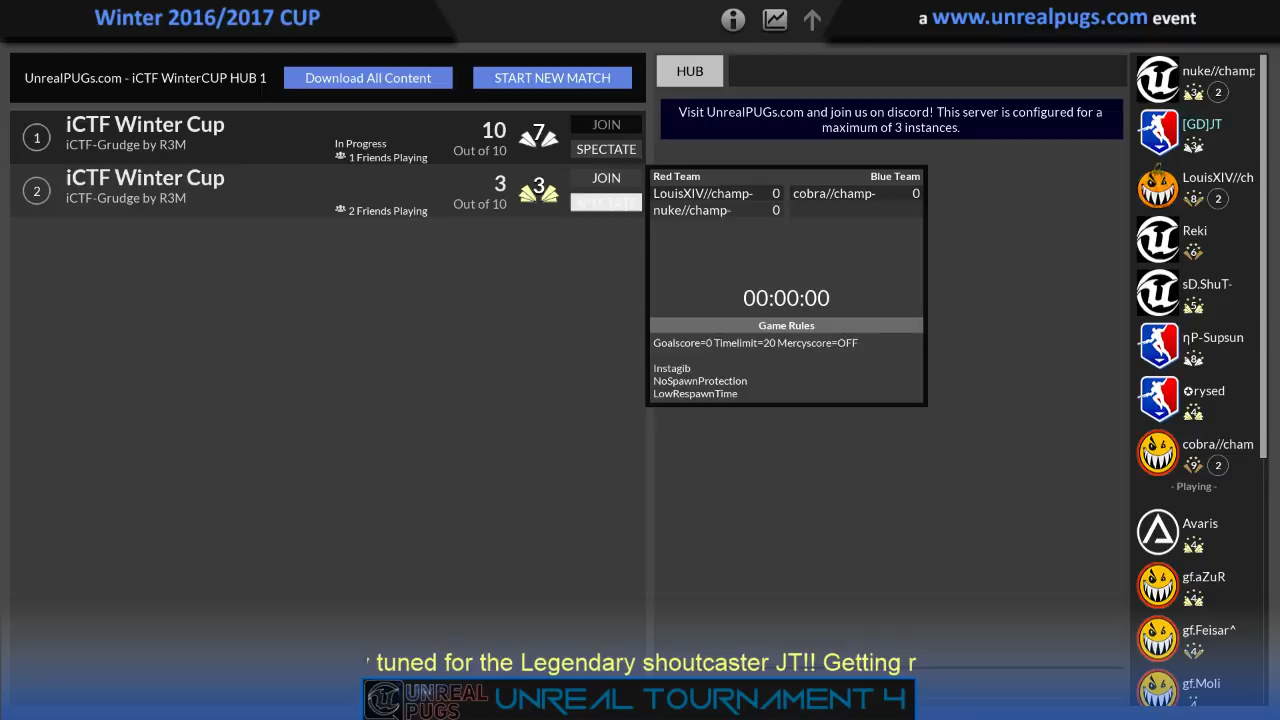 Winter 2016/2017 CUP
a www.unrealpugs.com event
UnrealPUGs.com - iCTF WinterCUP HUB 1
Download All Content
START NEW MATCH
HUB
Visit UnrealPUGs.com and join us on discord! This server is configured for a
maximum of 3 instances.
1
iCTF Winter Cup
iCTF-Grudge by R3M
In Progress
1 Friends Playing
10
Out of 10
7
JOIN
SPECTATE
2
iCTF Winter Cup
iCTF-Grudge by R3M
2 Friends Playing
3
Out of 10
3
JOIN
SPECTATE
Red Team
Blue Team
LouisXIV//champ- 0
cobra//champ- 0
nuke//champ- 0
00:00:00
Game Rules
Goalscore=0 Timelimit=20 Mercyscore=OFF
Instagib
NoSpawnProtection
LowRespawnTime
nuke//champ
3 2
[GD]JT
3
LouisXIV//ch
8 2
Reki
6
sD.ShuT-
5
ηP-Supsun
8
✪rysed
4
cobra//cham
9 2
- Playing -
Avaris
4
gf.aZuR
4
gf.Feisar^
4
gf.Moli
4
tuned for the Legendary shoutcaster JT!! Getting r
UNREAL
PUGS
UNREAL TOURNAMENT 4